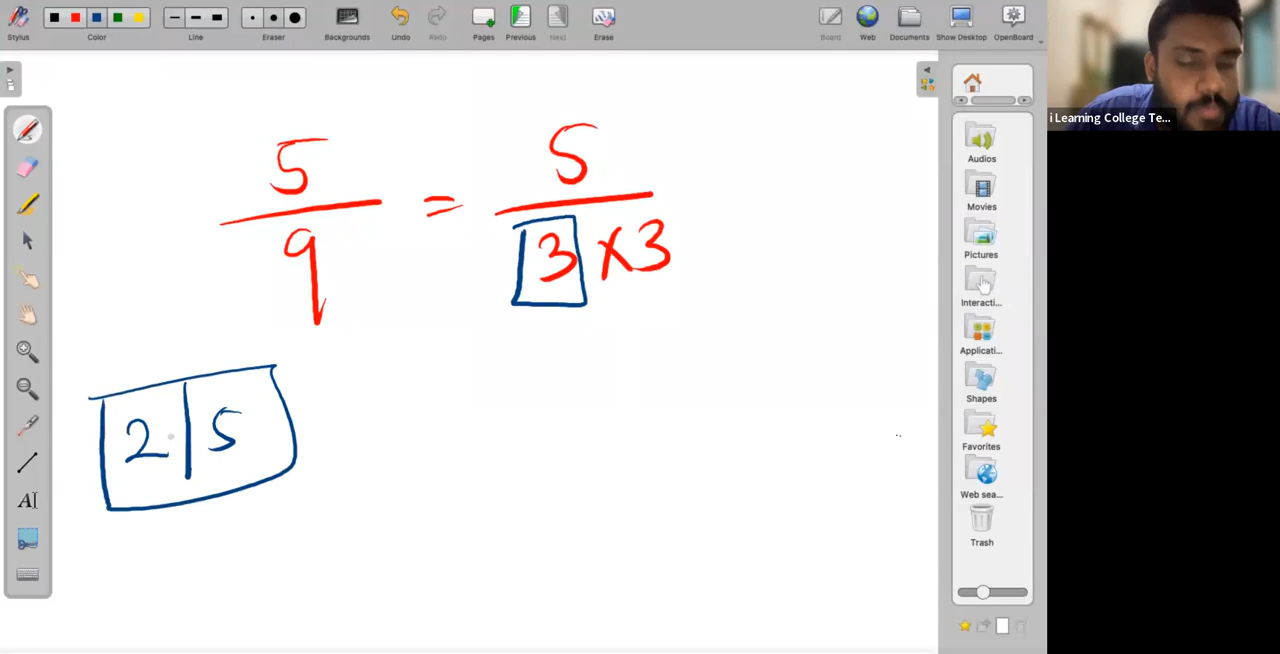 Stylus Color Line Eraser Backgrounds Undo Redo Pages Previous Next Erase Board Web Documents Show Desktop OpenBoard
i Learning College Te...
5 = 5
9 3 × 3
2 5
Audios
Movies
Pictures
Interacti...
Applicati...
Shapes
Favorites
Web sea...
Trash
AI